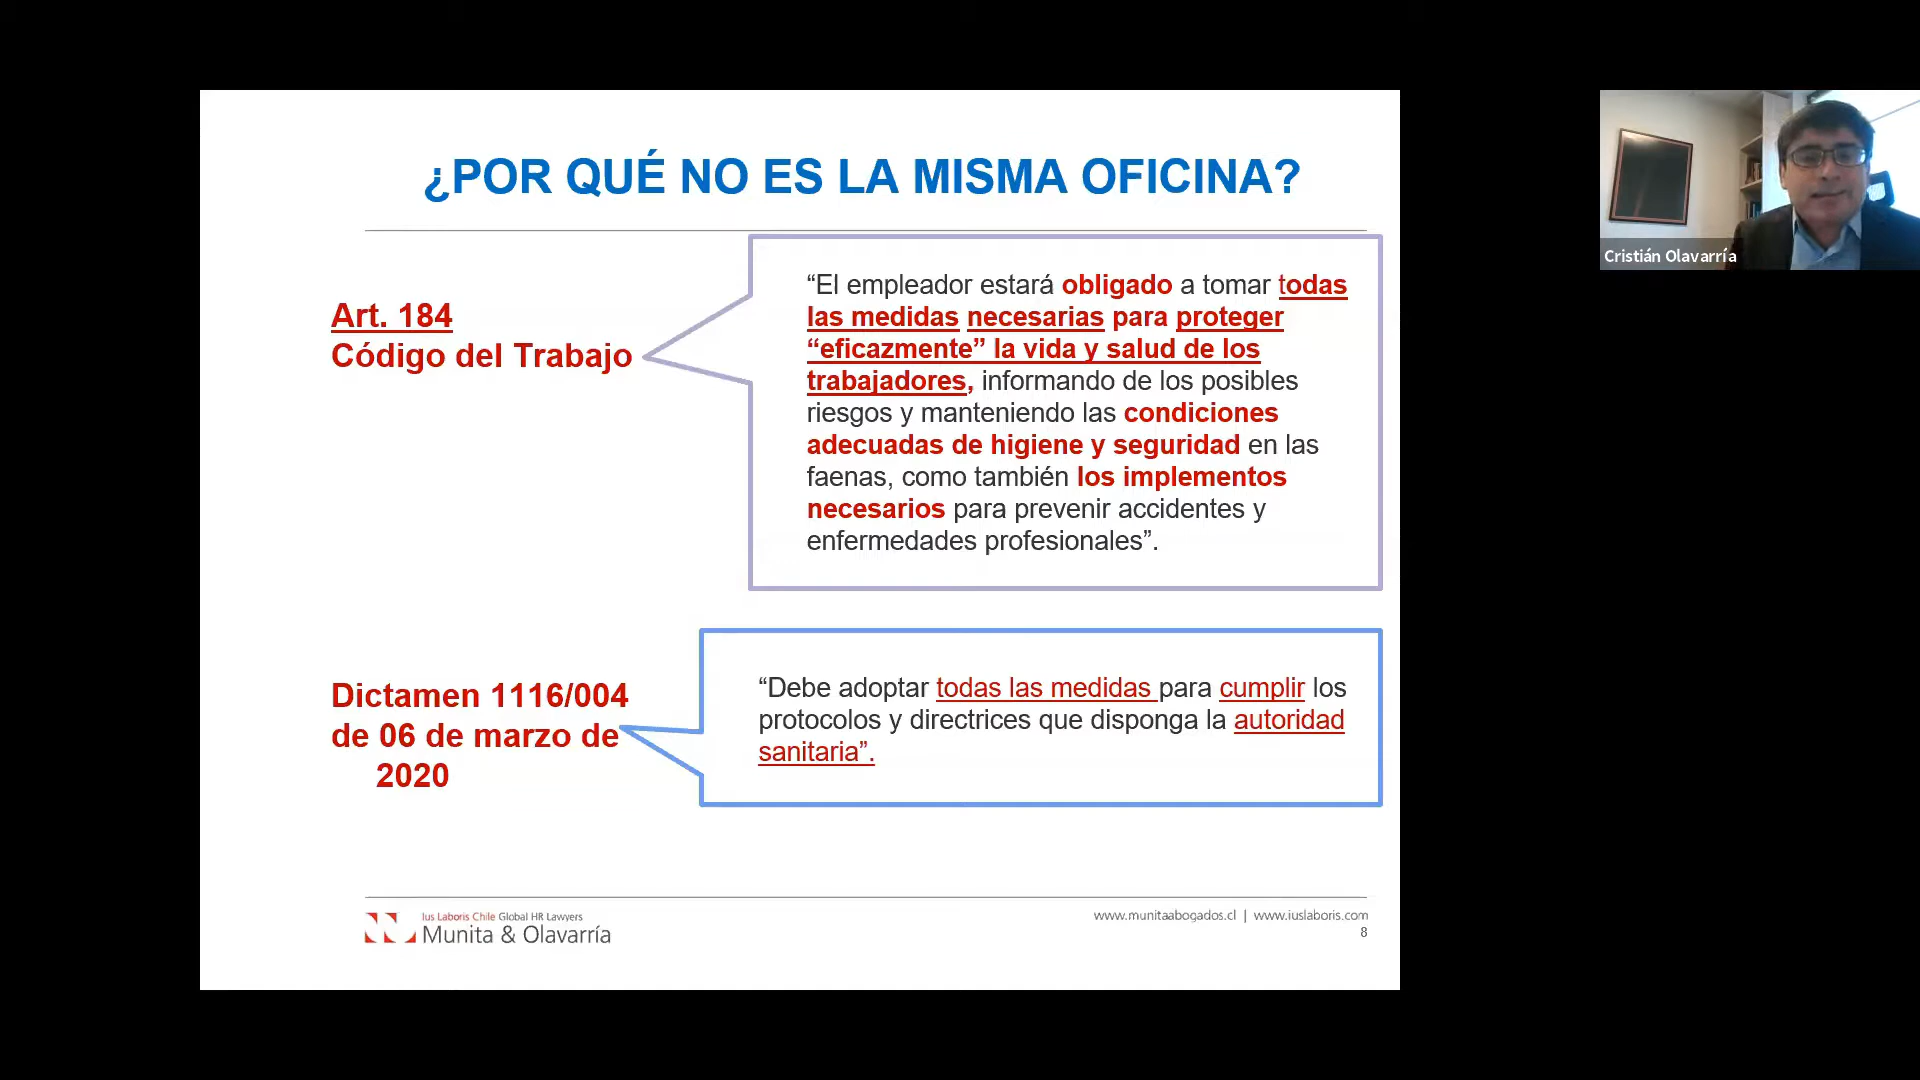 ¿POR QUÉ NO ES LA MISMA OFICINA?
Art. 184
Código del Trabajo
“El empleador estará obligado a tomar todas
las medidas necesarias para proteger
“eficazmente” la vida y salud de los
trabajadores, informando de los posibles
riesgos y manteniendo las condiciones
adecuadas de higiene y seguridad en las
faenas, como también los implementos
necesarios para prevenir accidentes y
enfermedades profesionales”.
Dictamen 1116/004
de 06 de marzo de
2020
“Debe adoptar todas las medidas para cumplir los
protocolos y directrices que disponga la autoridad
sanitaria”.
Ius Laboris Chile Global HR Lawyers
Munita & Olavarría
www.munitaabogados.cl | www.iuslaboris.com
8
Cristián Olavarría